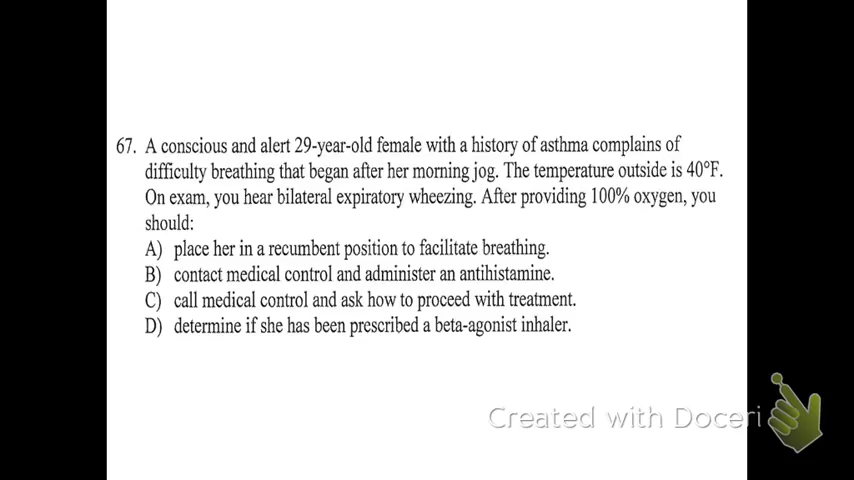 67. A conscious and alert 29-year-old female with a history of asthma complains of
difficulty breathing that began after her morning jog. The temperature outside is 40°F.
On exam, you hear bilateral expiratory wheezing. After providing 100% oxygen, you
should:
A) place her in a recumbent position to facilitate breathing.
B) contact medical control and administer an antihistamine.
C) call medical control and ask how to proceed with treatment.
D) determine if she has been prescribed a beta-agonist inhaler.
Created with Doceri